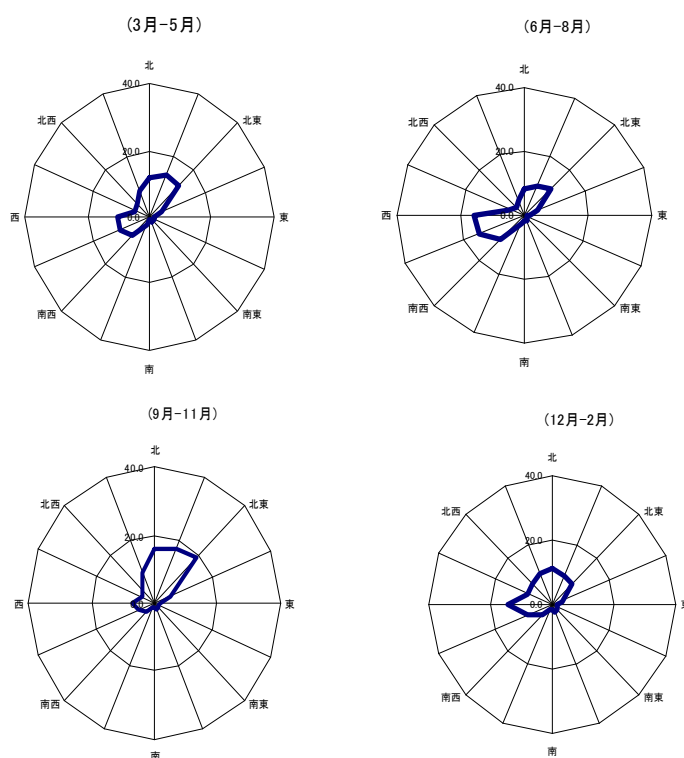 (3月-5月)
北
40.0
北西
北東
20.0
西
0.0
東
南西
南東
南
(6月-8月)
北
40.0
北西
北東
20.0
西
0.0
東
南西
南東
南
(9月-11月)
北
40.0
北西
北東
20.0
西
0.0
東
南西
南東
南
(12月-2月)
北
40.0
北西
北東
20.0
西
0.0
東
南西
南東
南